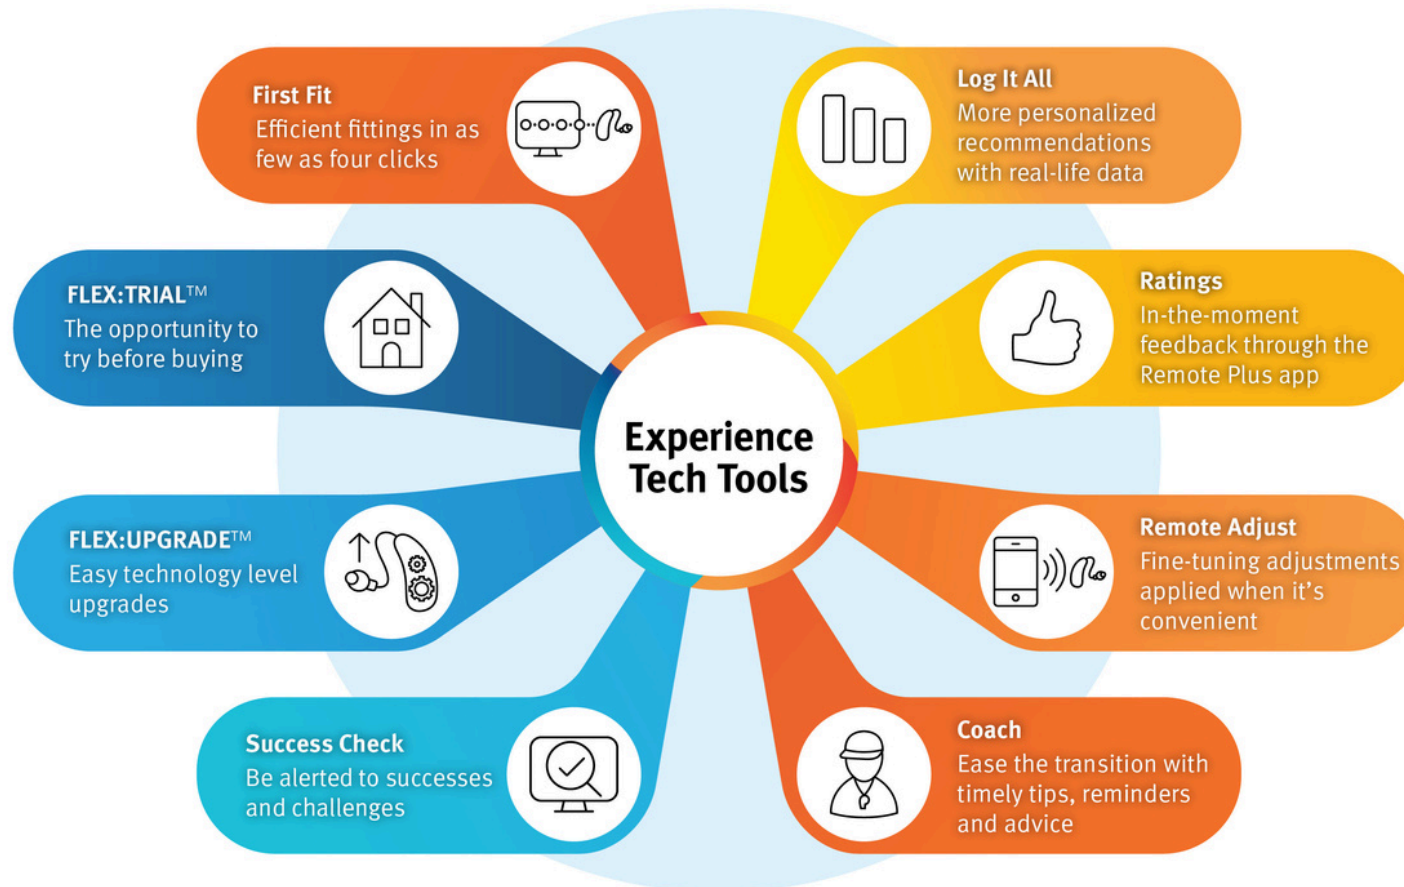 First Fit
Efficient fittings in as
few as four clicks
Log It All
More personalized
recommendations
with real-life data
FLEX:TRIAL™
The opportunity to
try before buying
Ratings
In-the-moment
feedback through the
Remote Plus app
Experience
Tech Tools
FLEX:UPGRADE™
Easy technology level
upgrades
Remote Adjust
Fine-tuning adjustments
applied when it's
convenient
Success Check
Be alerted to successes
and challenges
Coach
Ease the transition with
timely tips, reminders
and advice